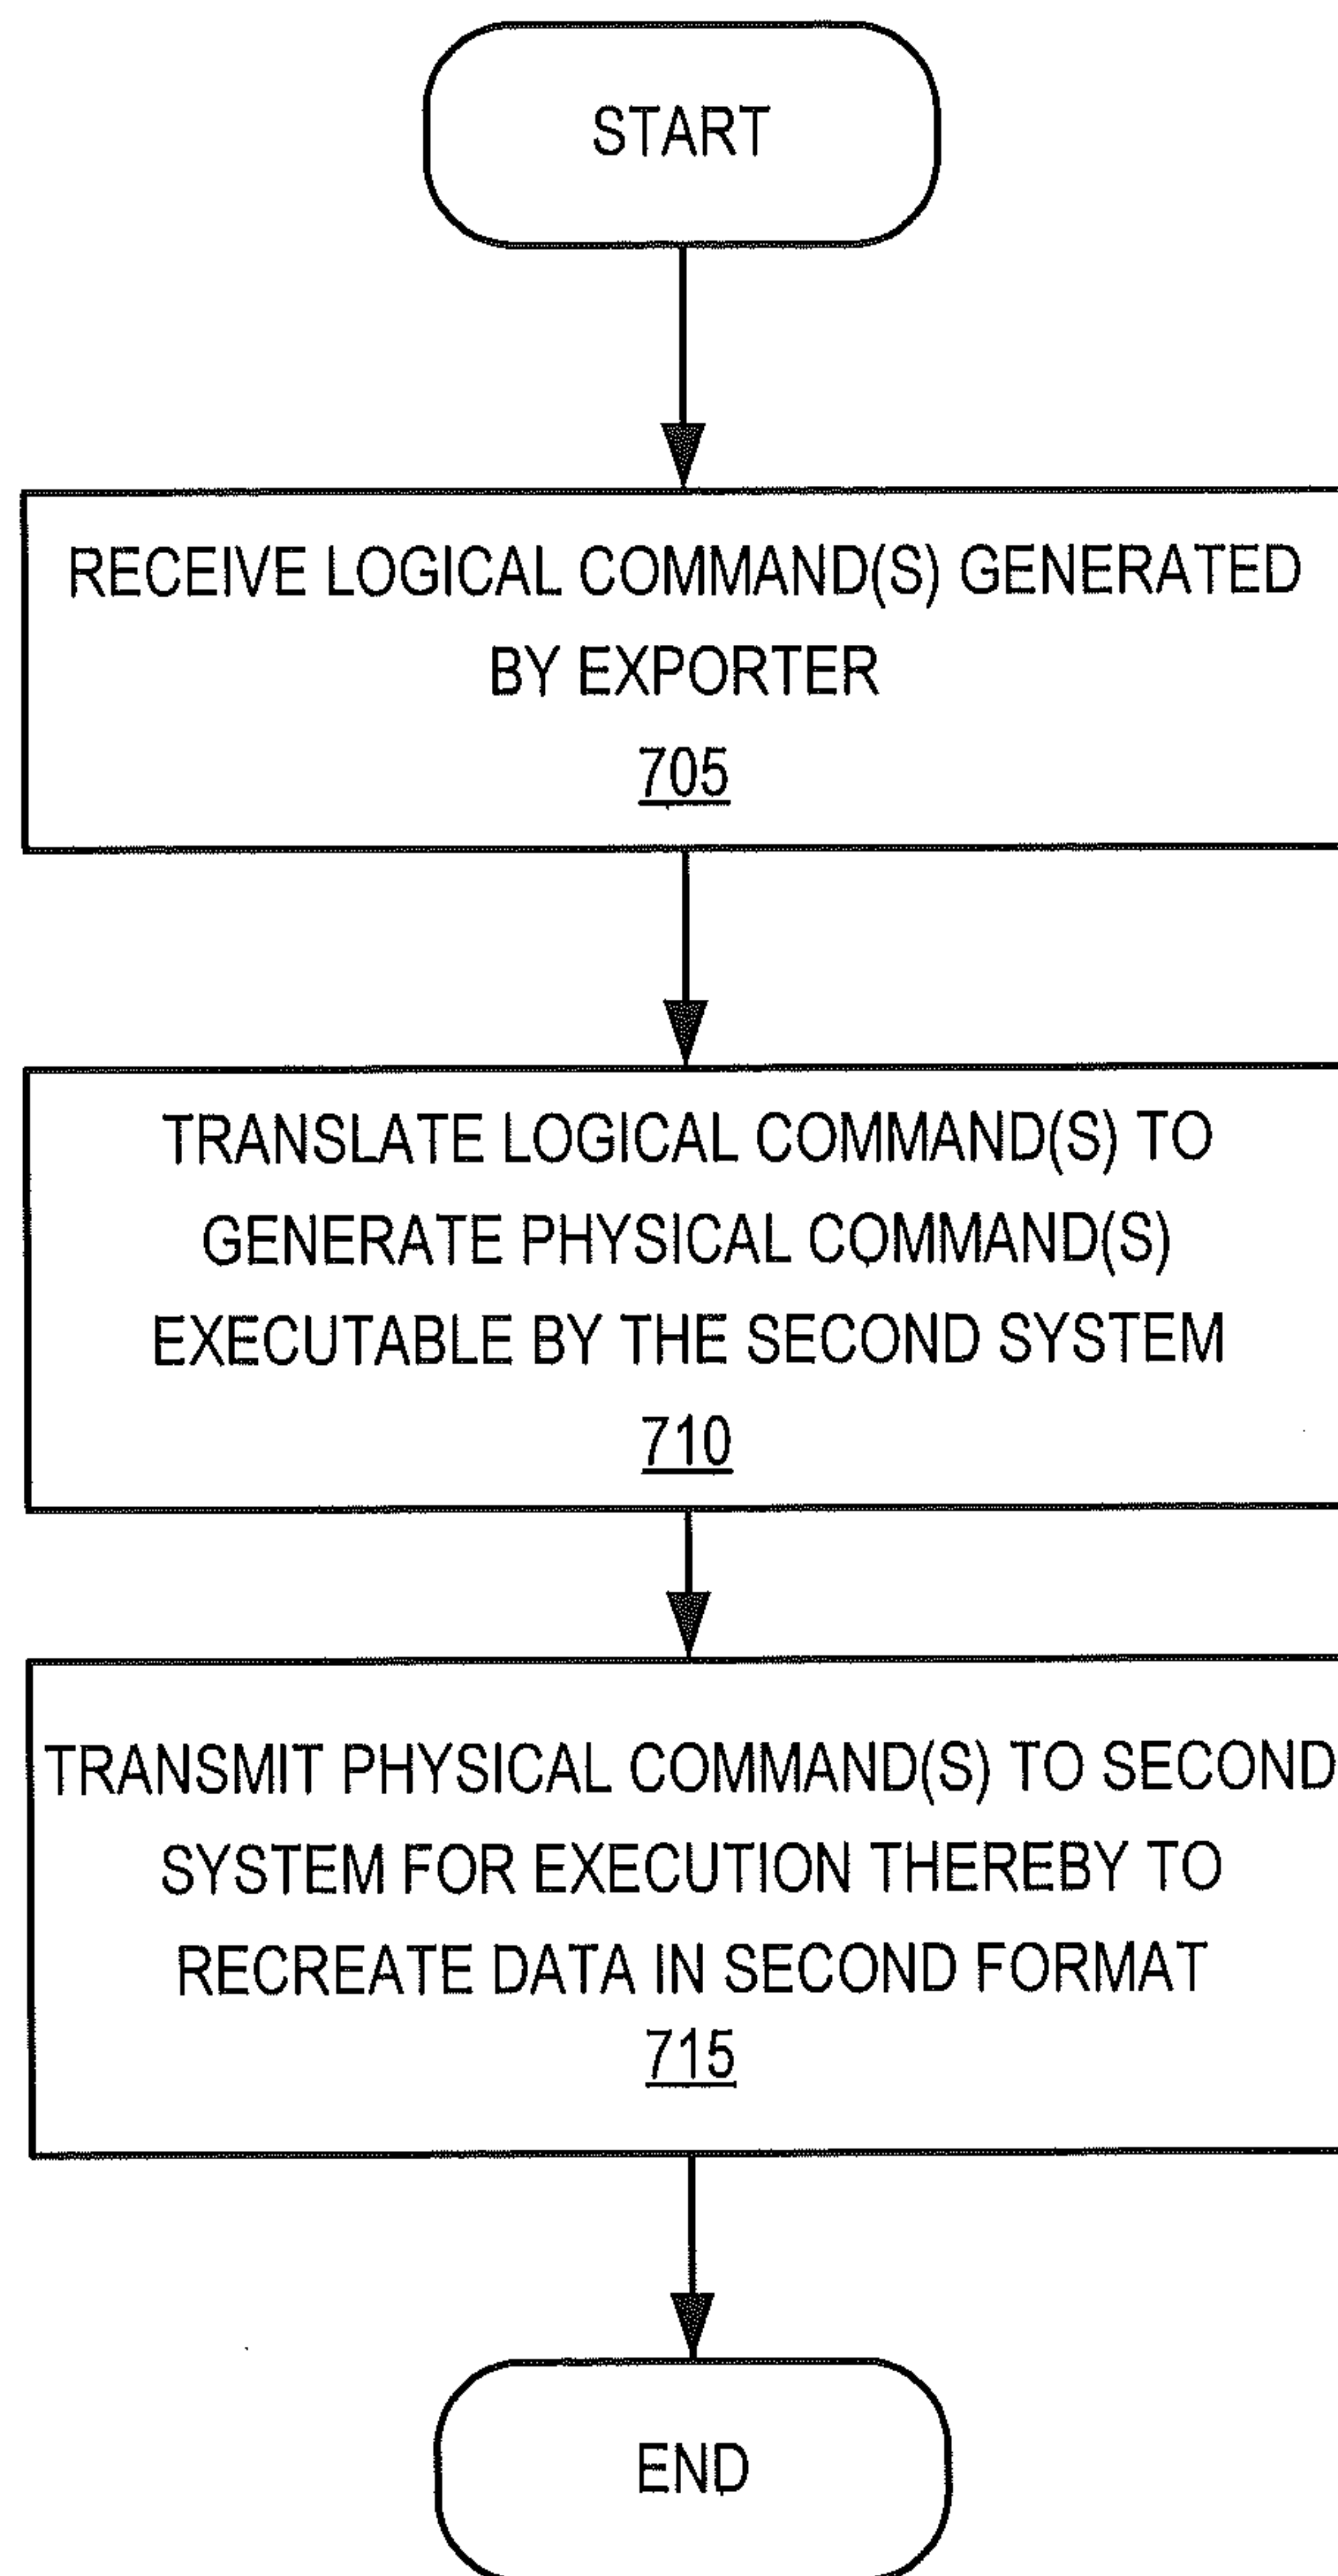 START
RECEIVE LOGICAL COMMAND(S) GENERATED
BY EXPORTER
705
TRANSLATE LOGICAL COMMAND(S) TO
GENERATE PHYSICAL COMMAND(S)
EXECUTABLE BY THE SECOND SYSTEM
710
TRANSMIT PHYSICAL COMMAND(S) TO SECOND
SYSTEM FOR EXECUTION THEREBY TO
RECREATE DATA IN SECOND FORMAT
715
END